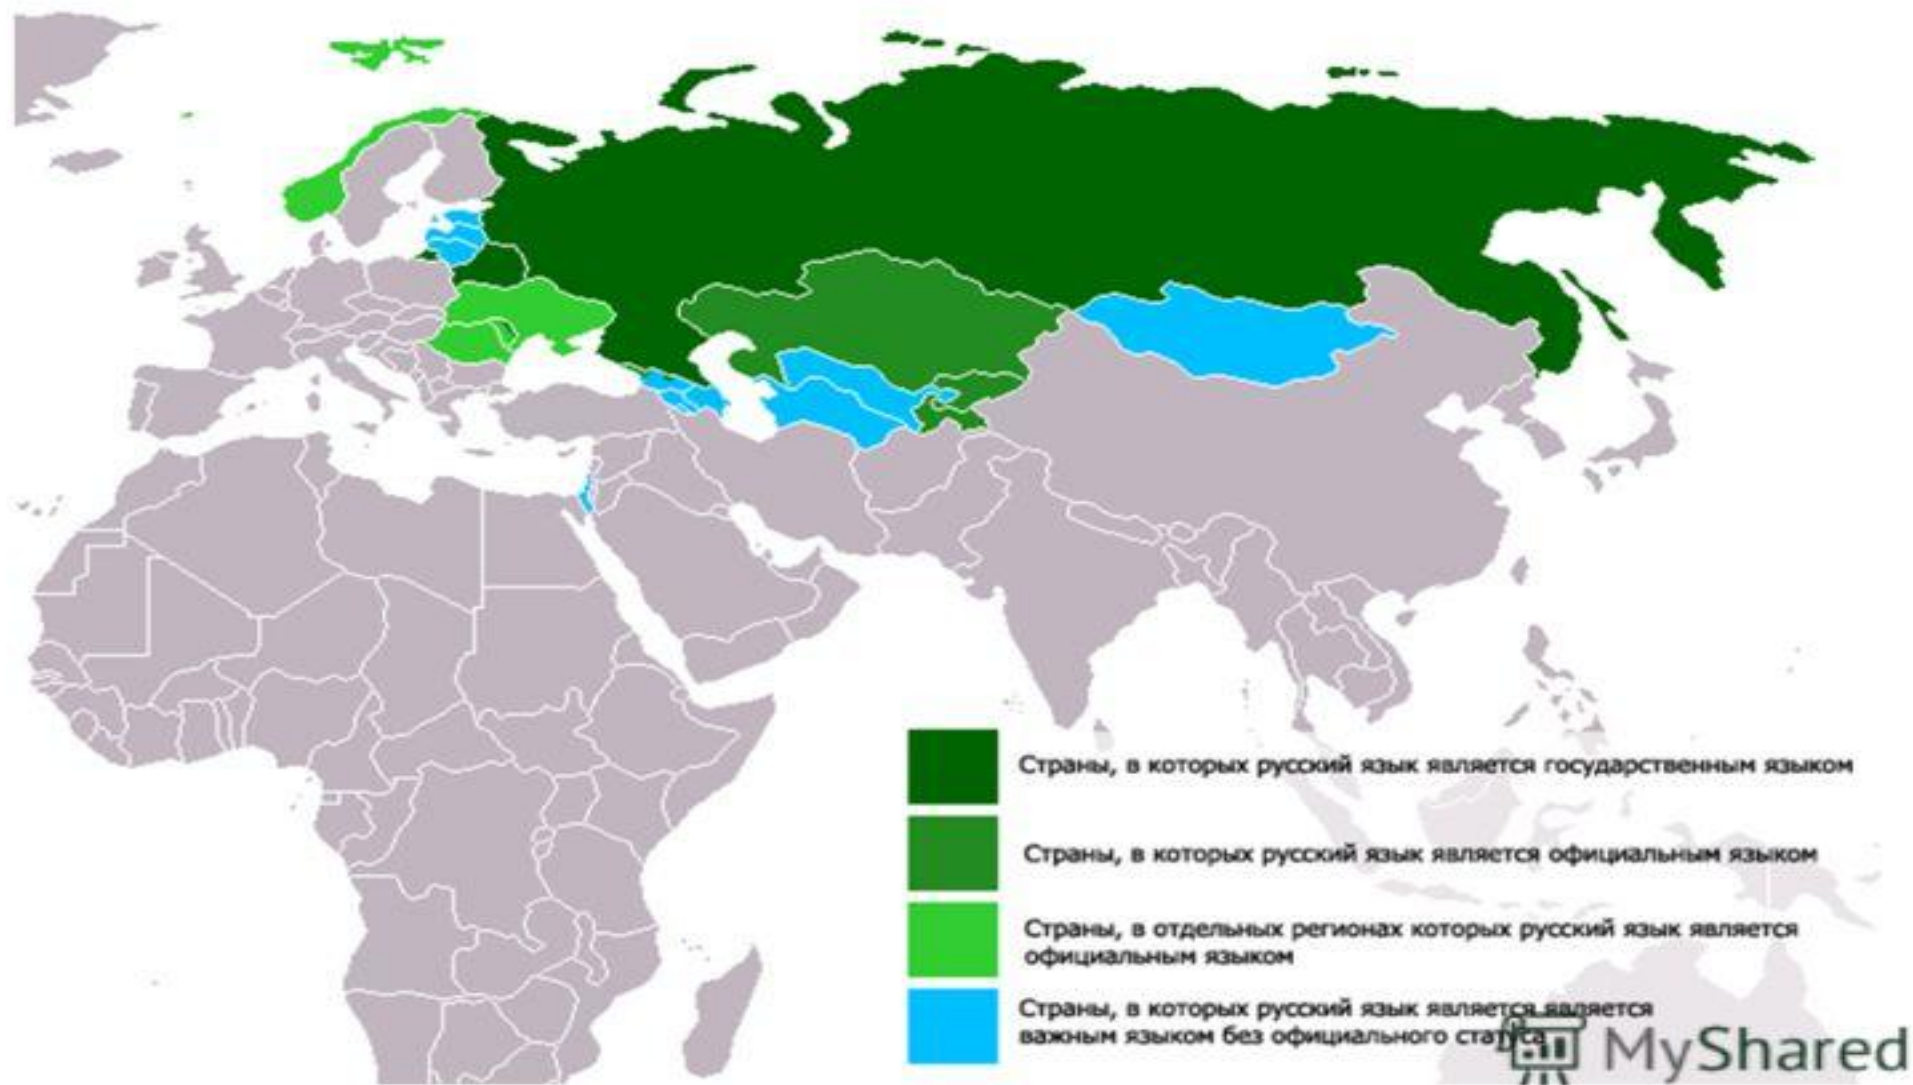 Страны, в которых русский язык является государственным языком
Страны, в которых русский язык является официальным языком
Страны, в отдельных регионах которых русский язык является
официальным языком
Страны, в которых русский язык является является
важным языком без официального статуса
MyShared